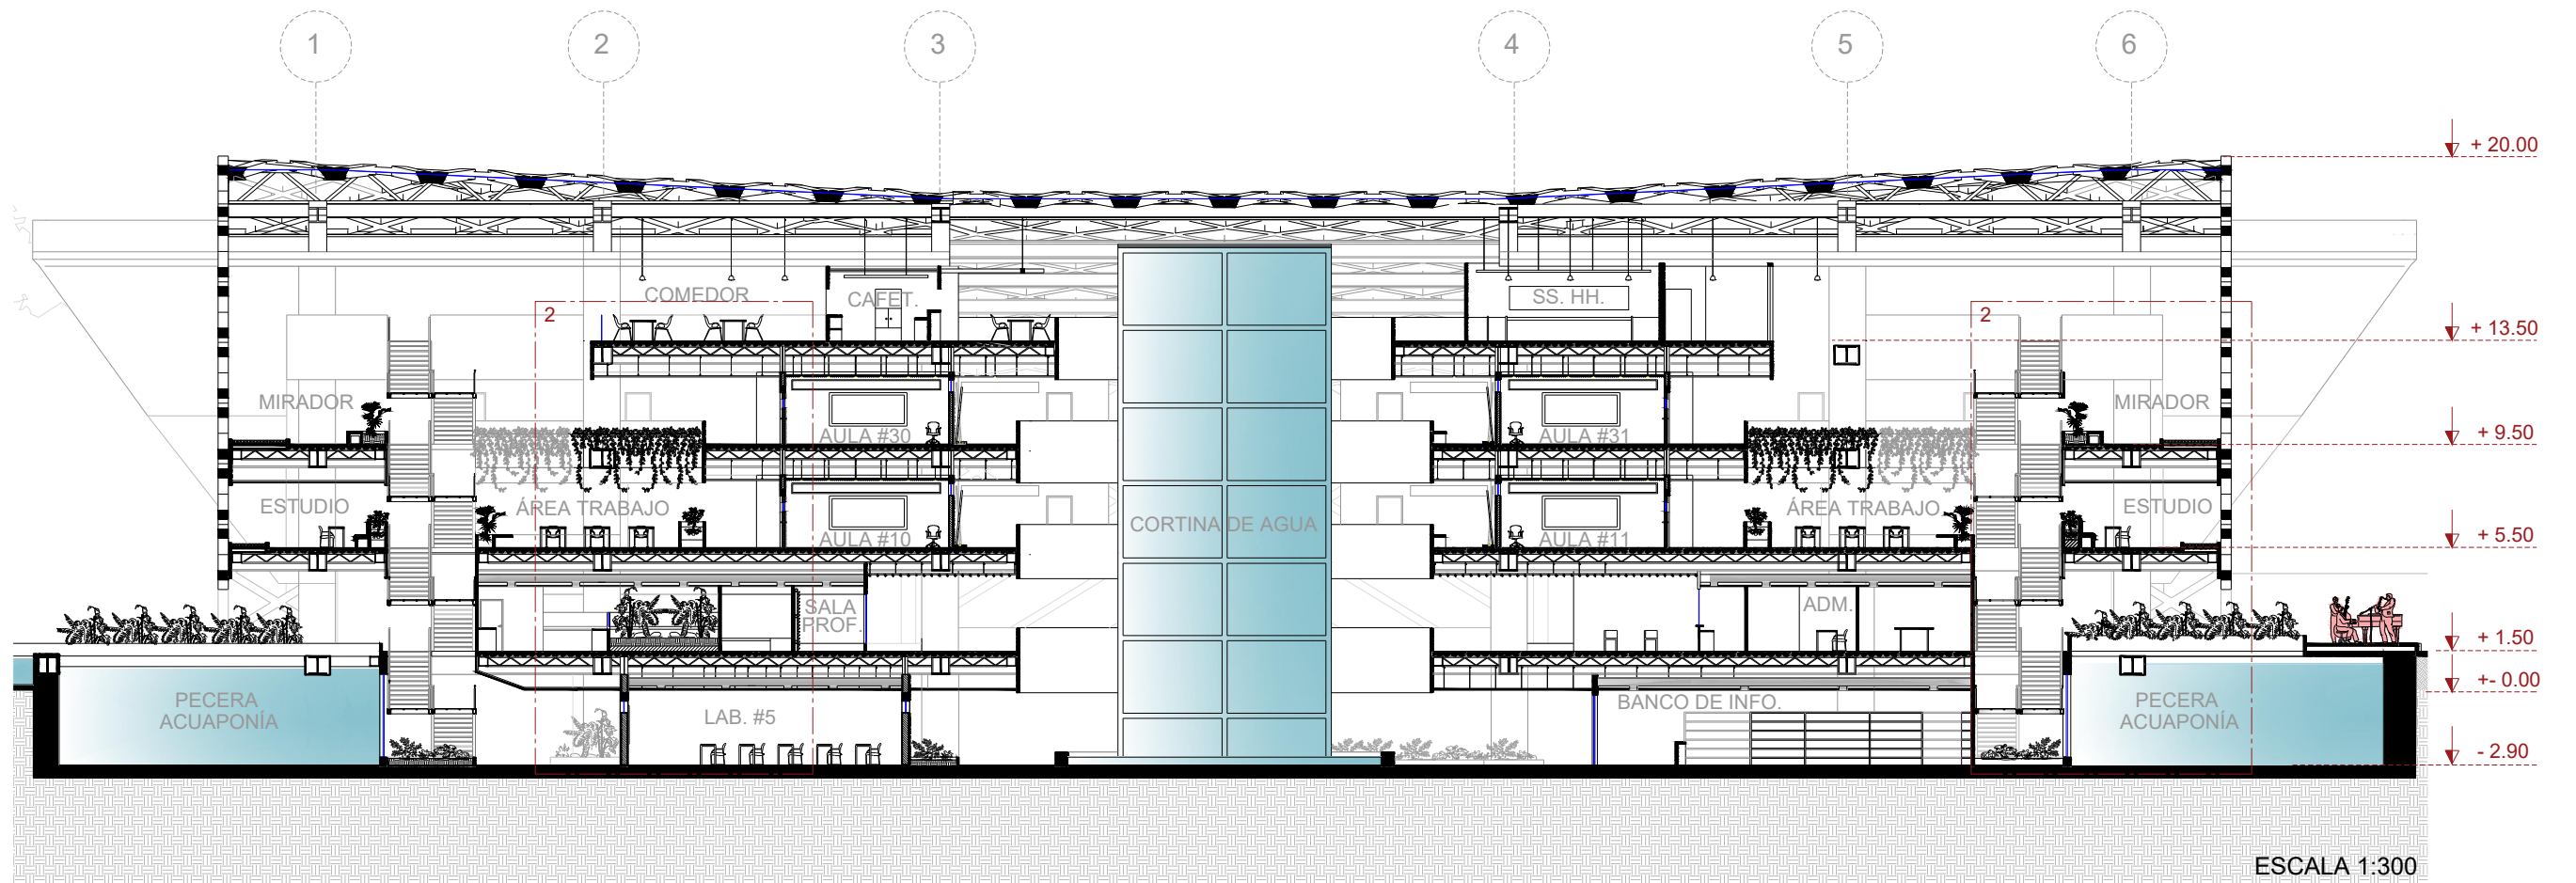 1 2 3 4 5 6
+ 20.00
COMEDOR
CAFET.
SS. HH.
2
2
+ 13.50
MIRADOR
MIRADOR
AULA #30
AULA #31
+ 9.50
ESTUDIO
ÁREA TRABAJO
AULA #10
CORTINA DE AGUA
AULA #11
ÁREA TRABAJO
ESTUDIO
+ 5.50
SALA
PROF.
ADM.
+ 1.50
PECERA
ACUAPONÍA
LAB. #5
BANCO DE INFO.
PECERA
ACUAPONÍA
+- 0.00
- 2.90
ESCALA 1:300